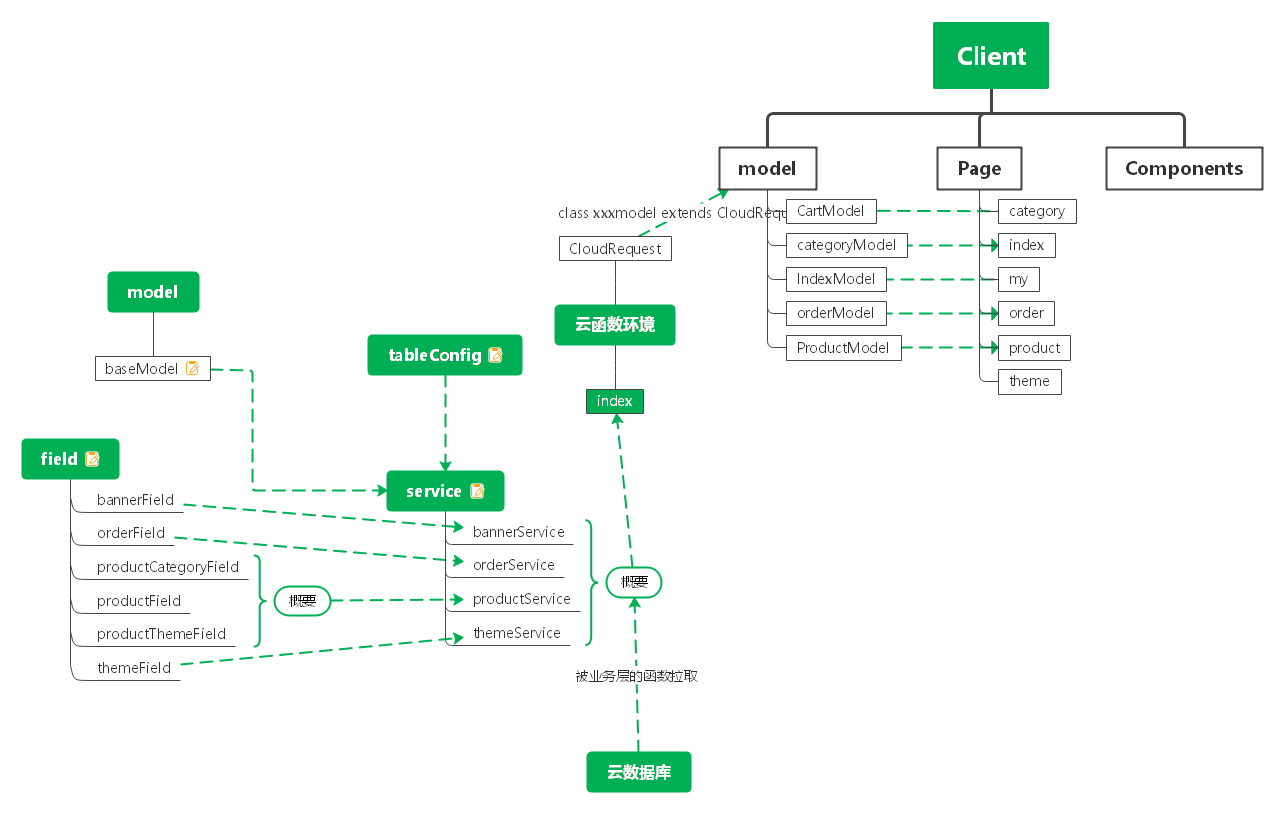 Client
model
Page
Components
class xxxmodel extends CloudRequ
CartModel
category
categoryModel
index
IndexModel
my
orderModel
order
ProductModel
product
theme
CloudRequest
云函数环境
index
model
baseModel
tableConfig
field
bannerField
orderField
productCategoryField
productField
productThemeField
themeField
概要
service
bannerService
orderService
productService
themeService
概要
被业务层的函数拉取
云数据库